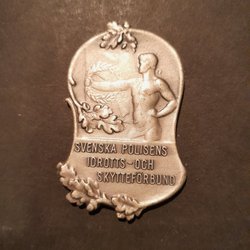 SVENSKA POLISENS
IDROTTS- OCH
SKYTTEFÖRBUND